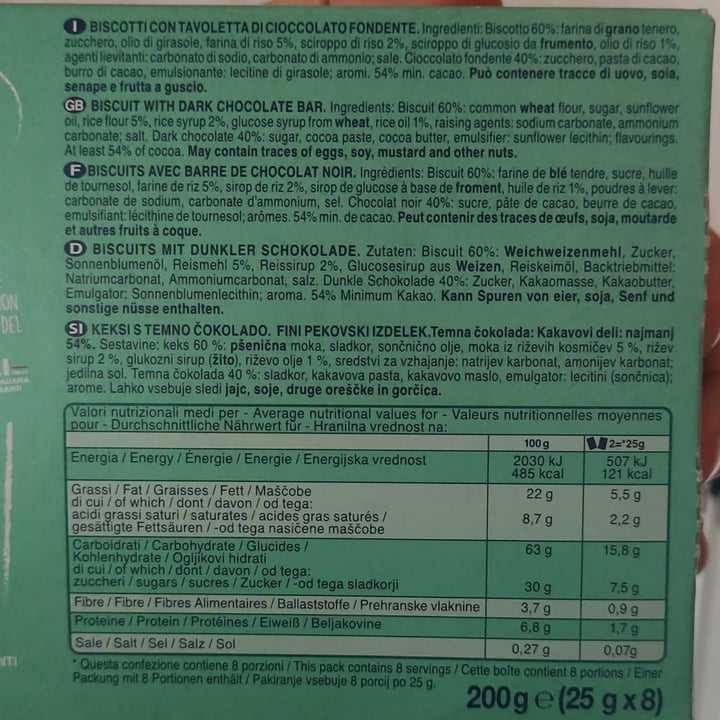 I BISCOTTI CON TAVOLETTA DI CIOCCOLATO FONDENTE. Ingredienti: Biscotto 60%: farina di grano tenero,
zucchero, olio di girasole, farina di riso 5%, sciroppo di riso 2%, sciroppo di glucosio da frumento, olio di riso 1%,
agenti lievitanti: carbonato di sodio, carbonato di ammonio; sale. Cioccolato fondente 40%: zucchero, pasta di cacao,
burro di cacao, emulsionante: lecitine di girasole; aromi. 54% min. cacao. Può contenere tracce di uovo, soia,
senape e frutta a guscio.
GB BISCUIT WITH DARK CHOCOLATE BAR. Ingredients: Biscuit 60%: common wheat flour, sugar, sunflower
oil, rice flour 5%, rice syrup 2%, glucose syrup from wheat, rice oil 1%, raising agents: sodium carbonate, ammonium
carbonate; salt. Dark chocolate 40%: sugar, cocoa paste, cocoa butter, emulsifier: sunflower lecithin; flavourings.
At least 54% of cocoa. May contain traces of eggs, soy, mustard and other nuts.
F BISCUITS AVEC BARRE DE CHOCOLAT NOIR. Ingrédients: Biscuit 60%: farine de blé tendre, sucre, huille
de tournesol, farine de riz 5%, sirop de riz 2%, sirop de glucose à base de froment, huile de riz 1%, poudres à lever:
carbonate de sodium, carbonate d'ammonium, sel. Chocolat noir 40%: sucre, pâte de cacao, beurre de cacao,
emulsifiant: lécithine de tournesol; arômes. 54% min. de cacao. Peut contenir des traces de œufs, soja, moutarde
et autres fruits à coque.
D BISCUITS MIT DUNKLER SCHOKOLADE. Zutaten: Biscuit 60%: Weichweizenmehl, Zucker,
Sonnenblumenöl, Reismehl 5%, Reissirup 2%, Glucosesirup aus Weizen, Reiskeimöl, Backtriebmittel:
Natriumcarbonat, Ammoniumcarbonat, salz. Dunkle Schokolade 40%: Zucker, Kakaomasse, Kakaobutter,
Emulgator: Sonnenblumenlecithin; aroma. 54% Minimum Kakao. Kann Spuren von eier, soja, Senf und
sonstige nüsse enthalten.
SI KEKSI S TEMNO ČOKOLADO. FINI PEKOVSKI IZDELEK.Temna čokolada: Kakavovi deli: najmanj
54%. Sestavine: keks 60 %: pšenična moka, sladkor, sončnično olje, moka iz riževih kosmičev 5 %, rižev
sirup 2 %, glukozni sirup (žito), riževo olje 1 %, sredstvi za vzhajanje: natrijev karbonat, amonijev karbonat;
jedilna sol. Temna čokolada 40 %: sladkor, kakavova pasta, kakavovo maslo, emulgator: lecitini (sončnica);
arome. Lahko vsebuje sledi jajc, soje, druge oreščke in gorčica.
Valori nutrizionali medi per - Average nutritional values for - Valeurs nutritionnelles moyennes
pour - Durchschnittliche Nährwert für - Hranilna vrednost na:
100 g 2=*25g
Energia / Energy / Énergie / Energie / Energijska vrednost 2030 kJ 507 kJ
485 kcal 121 kcal
Grassi / Fat / Graisses / Fett / Maščobe 22 g 5,5 g
di cui / of which / dont / davon / od tega:
acidi grassi saturi / saturates / acides gras saturés / 8,7 g 2,2 g
gesättigte Fettsäuren / -od tega nasičene maščobe
Carboidrati / Carbohydrate / Glucides / 63 g 15,8 g
Kohlenhydrate / Ogljikovi hidrati
di cui / of which / dont / davon / od tega:
zuccheri / sugars / sucres / Zucker / -od tega sladkorji 30 g 7,5 g
Fibre / Fibre / Fibres Alimentaires / Ballaststoffe / Prehranske vlaknine 3,7 g 0,9 g
Proteine / Protein / Protéines / Eiweiß / Beljakovine 6,8 g 1,7 g
Sale / Salt / Sel / Salz / Sol 0,27 g 0,07g
* Questa confezione contiene 8 porzioni / This pack contains 8 servings / Cette boîte contient 8 portions / Einer
Packung mit 8 Portionen enthält / Pakiranje vsebuje 8 porcij po 25 g.
200 g e (25 g x 8)
ION
DEL
NTI